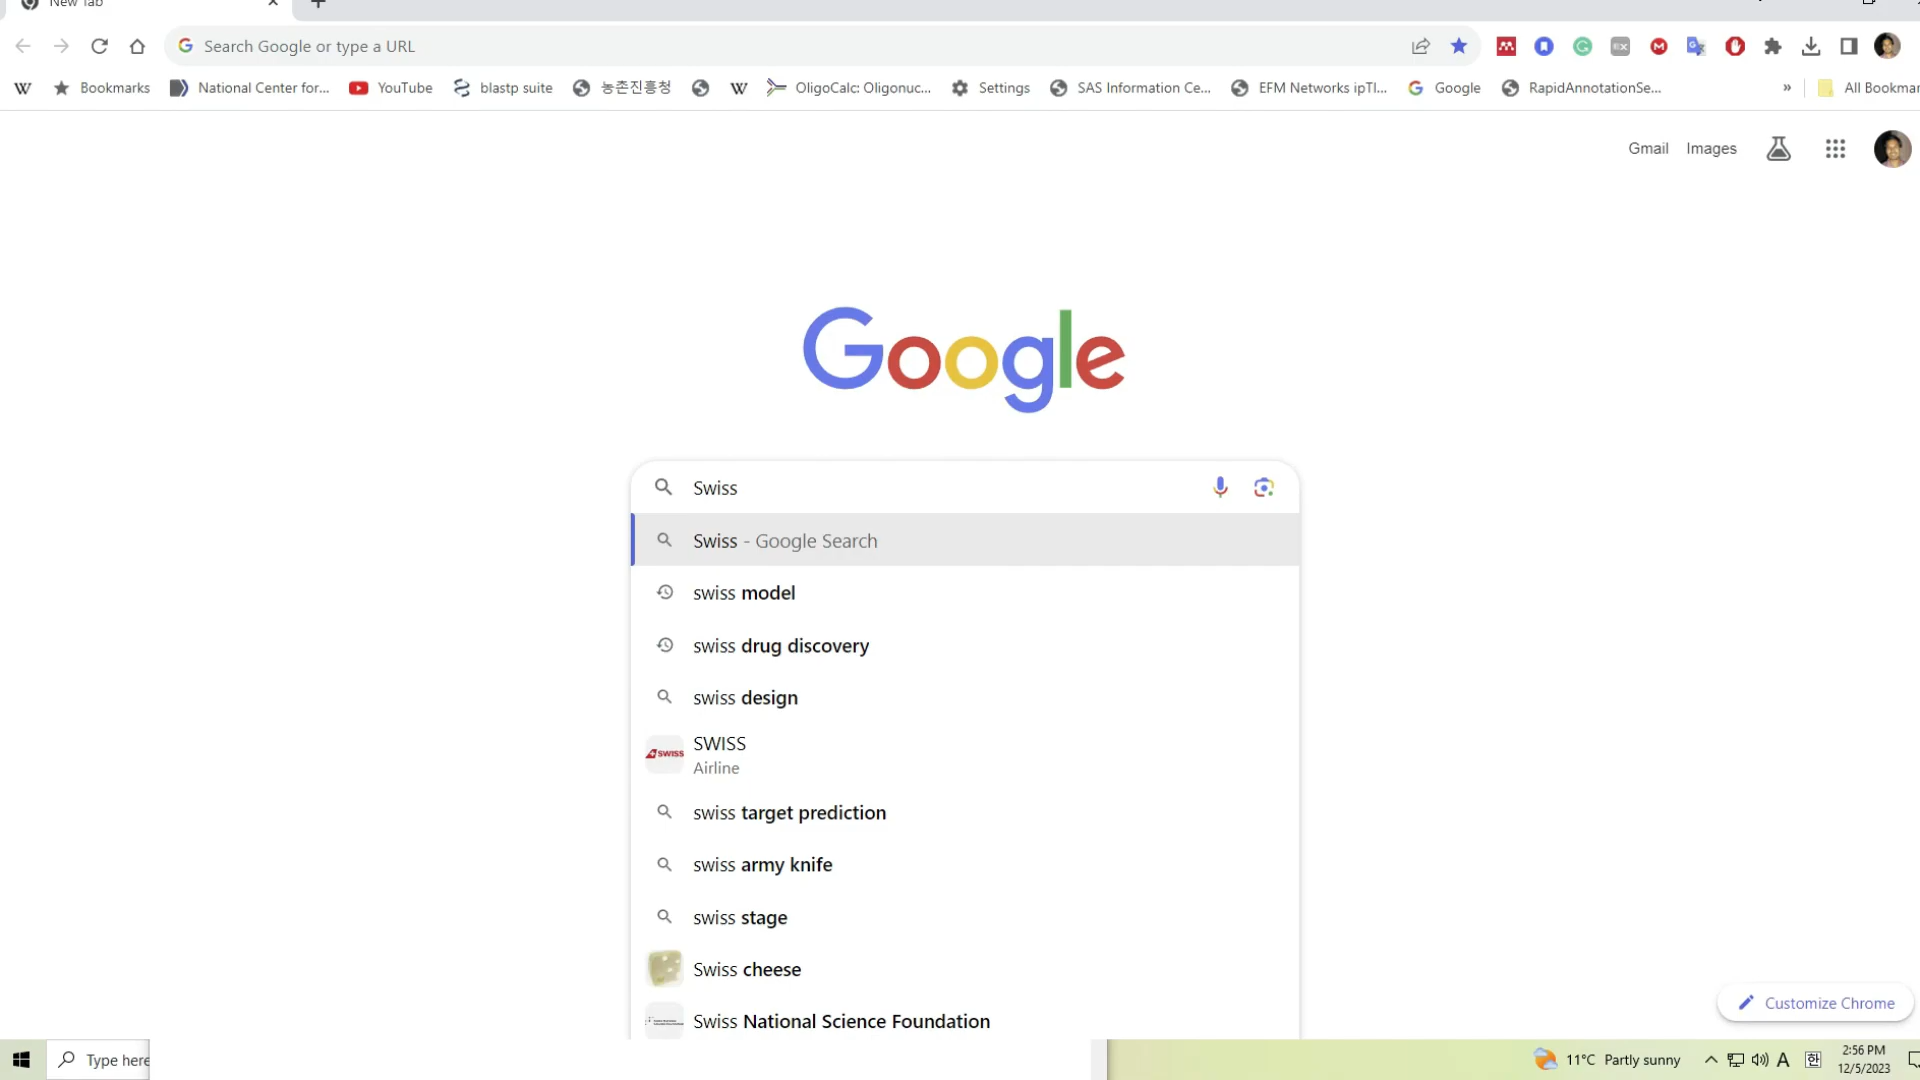 New Tab
Search Google or type a URL
Bookmarks
National Center for...
YouTube
blastp suite
농촌진흥청
OligoCalc: Oligonuc...
Settings
SAS Information Ce...
EFM Networks ipTI...
Google
RapidAnnotationSe...
» All Bookmar
Gmail Images
Google
Swiss
Swiss - Google Search
swiss model
swiss drug discovery
swiss design
SWISS
SWISS
Airline
swiss target prediction
swiss army knife
swiss stage
Swiss cheese
Swiss National Science Foundation
Customize Chrome
Type here
11°C Partly sunny
A
한
2:56 PM
12/5/2023